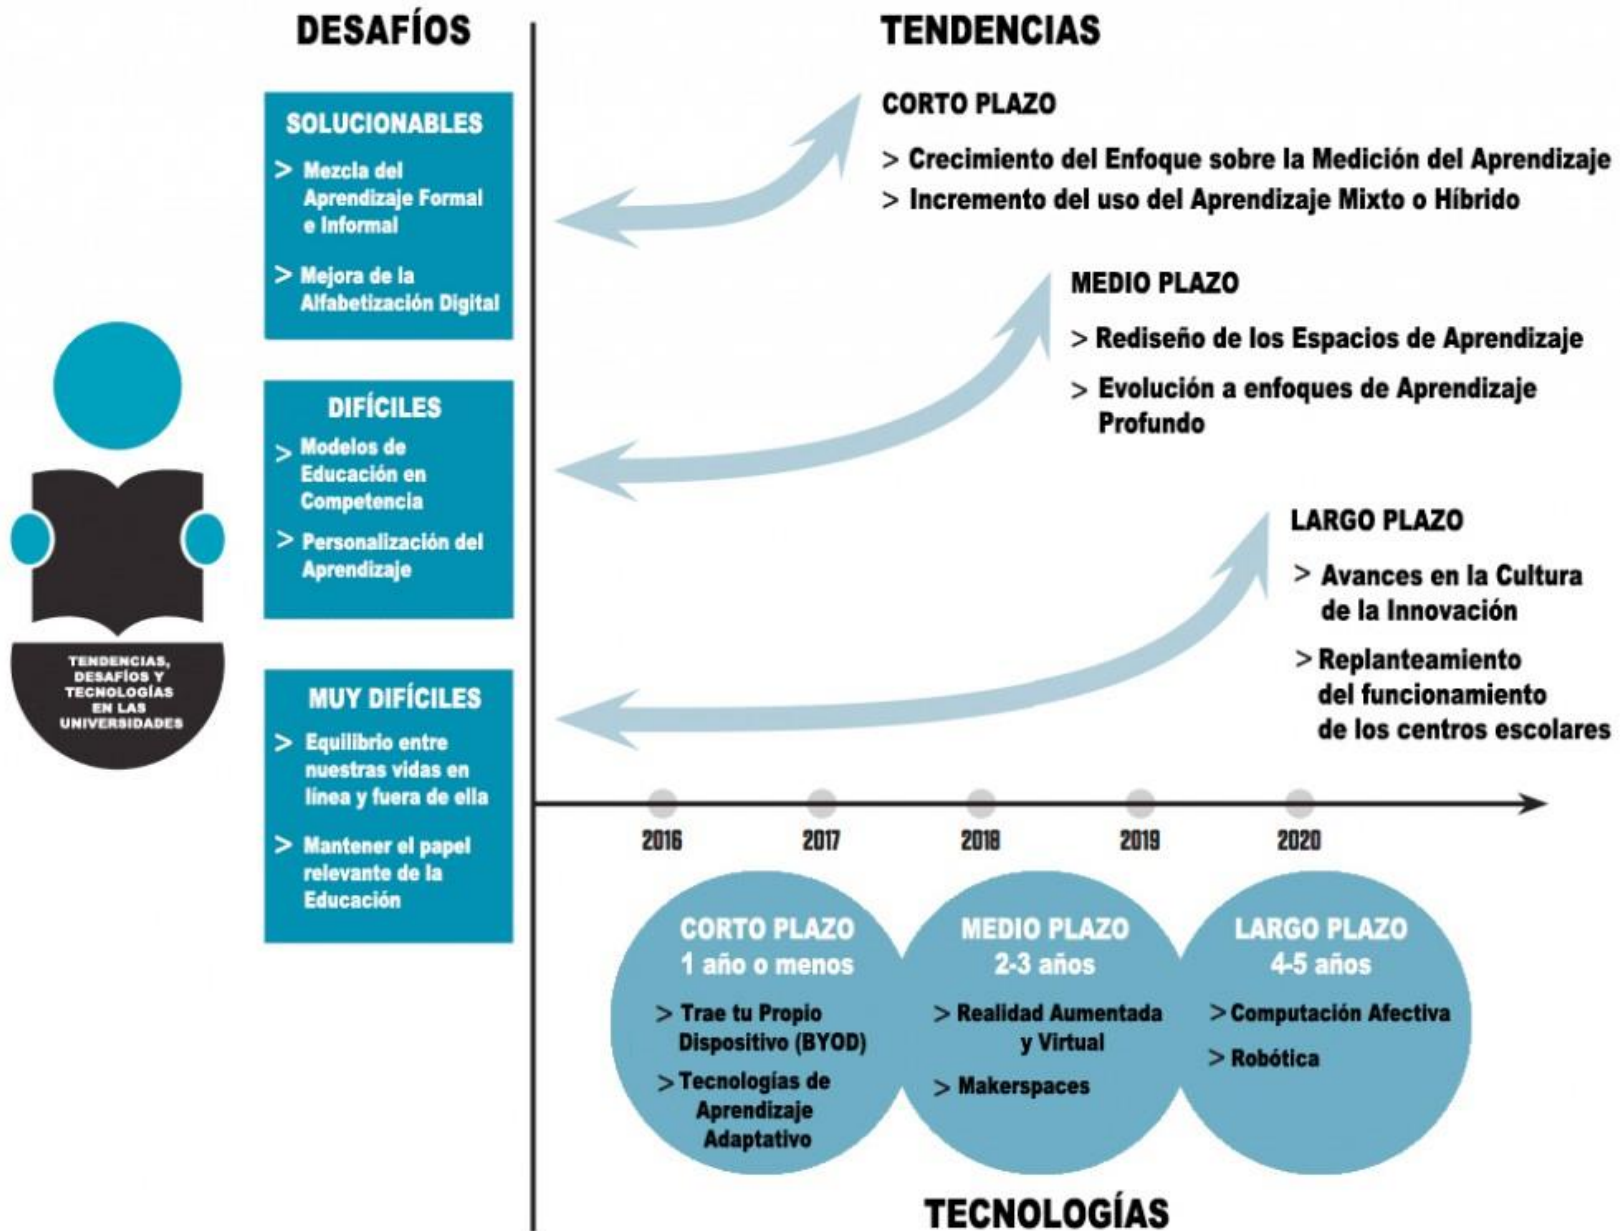 DESAFÍOS
SOLUCIONABLES
> Mezcla del
Aprendizaje Formal
e Informal
> Mejora de la
Alfabetización Digital
DIFÍCILES
> Modelos de
Educación en
Competencia
> Personalización del
Aprendizaje
MUY DIFÍCILES
> Equilibrio entre
nuestras vidas en
línea y fuera de ella
> Mantener el papel
relevante de la
Educación
TENDENCIAS,
DESAFÍOS Y
TECNOLOGÍAS
EN LAS
UNIVERSIDADES
TENDENCIAS
CORTO PLAZO
> Crecimiento del Enfoque sobre la Medición del Aprendizaje
> Incremento del uso del Aprendizaje Mixto o Híbrido
MEDIO PLAZO
> Rediseño de los Espacios de Aprendizaje
> Evolución a enfoques de Aprendizaje
Profundo
LARGO PLAZO
> Avances en la Cultura
de la Innovación
> Replanteamiento
del funcionamiento
de los centros escolares
2016 2017 2018 2019 2020
CORTO PLAZO
1 año o menos
> Trae tu Propio
Dispositivo (BYOD)
> Tecnologías de
Aprendizaje
Adaptativo
MEDIO PLAZO
2-3 años
> Realidad Aumentada
y Virtual
> Makerspaces
LARGO PLAZO
4-5 años
> Computación Afectiva
> Robótica
TECNOLOGÍAS